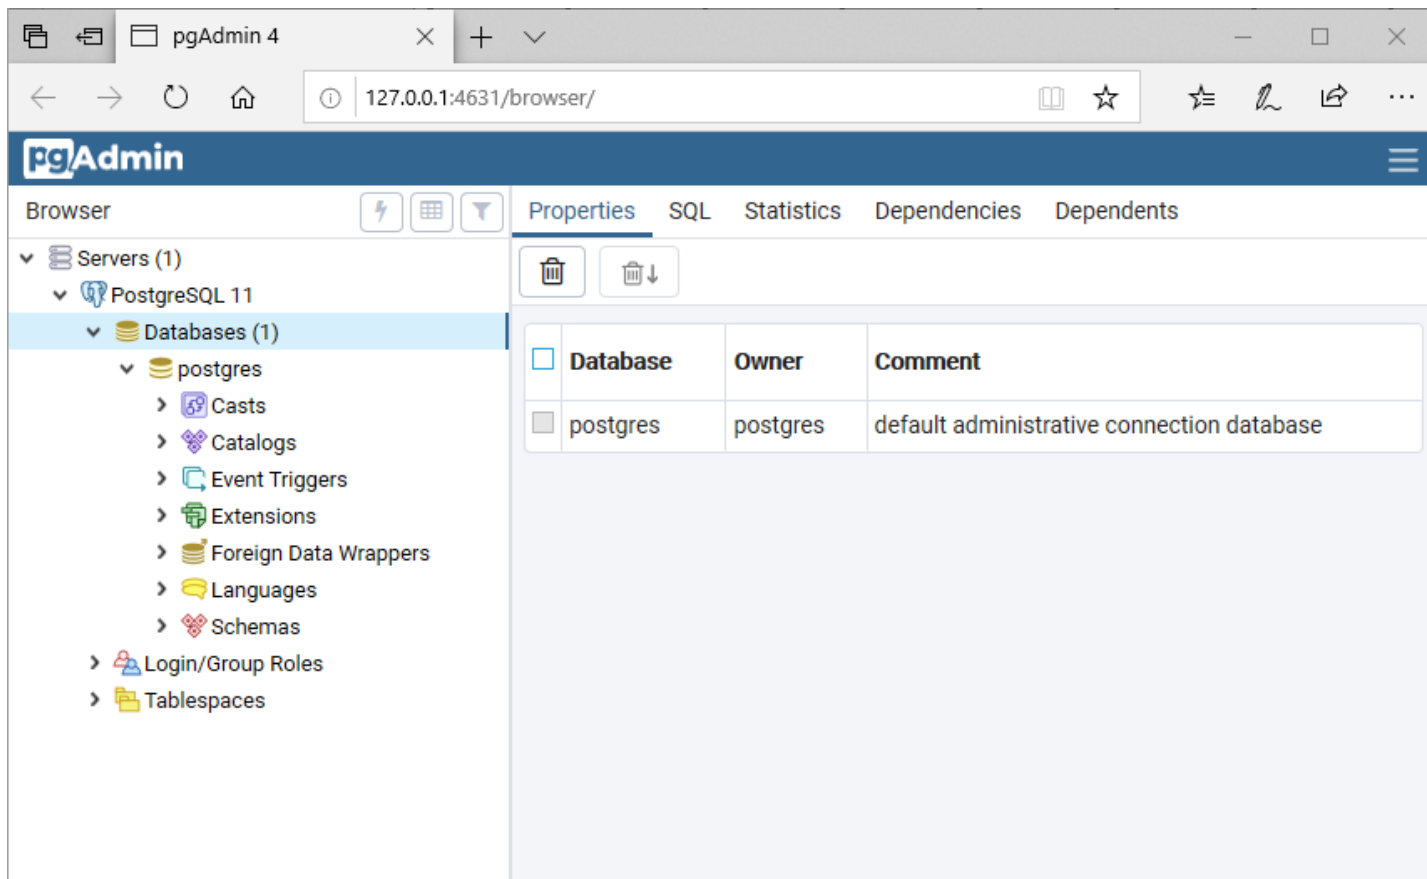 pgAdmin 4
127.0.0.1:4631/browser/
pgAdmin
Browser
Properties SQL Statistics Dependencies Dependents
Servers (1)
PostgreSQL 11
Databases (1)
postgres
Casts
Catalogs
Event Triggers
Extensions
Foreign Data Wrappers
Languages
Schemas
Login/Group Roles
Tablespaces
Database Owner Comment
postgres postgres default administrative connection database